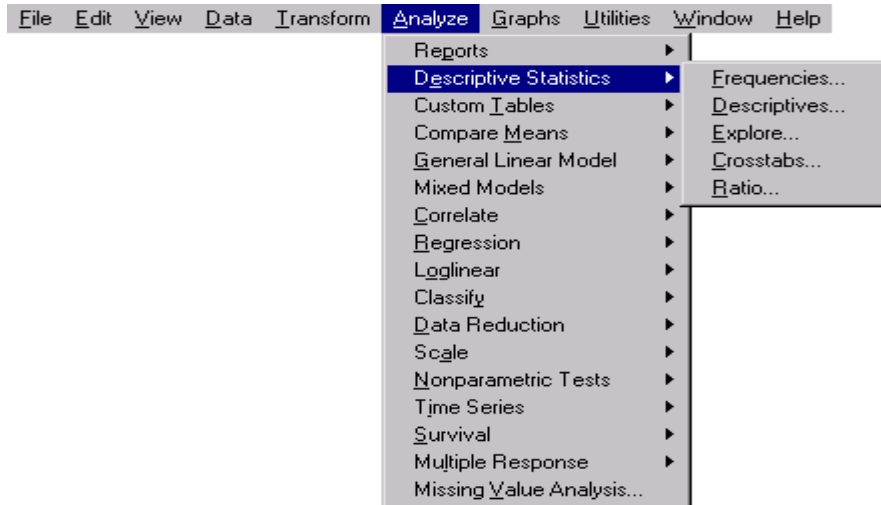 File Edit View Data Transform Analyze Graphs Utilities Window Help
Reports
Descriptive Statistics
Custom Tables
Compare Means
General Linear Model
Mixed Models
Correlate
Regression
Loglinear
Classify
Data Reduction
Scale
Nonparametric Tests
Time Series
Survival
Multiple Response
Missing Value Analysis...
Frequencies...
Descriptives...
Explore...
Crosstabs...
Ratio...